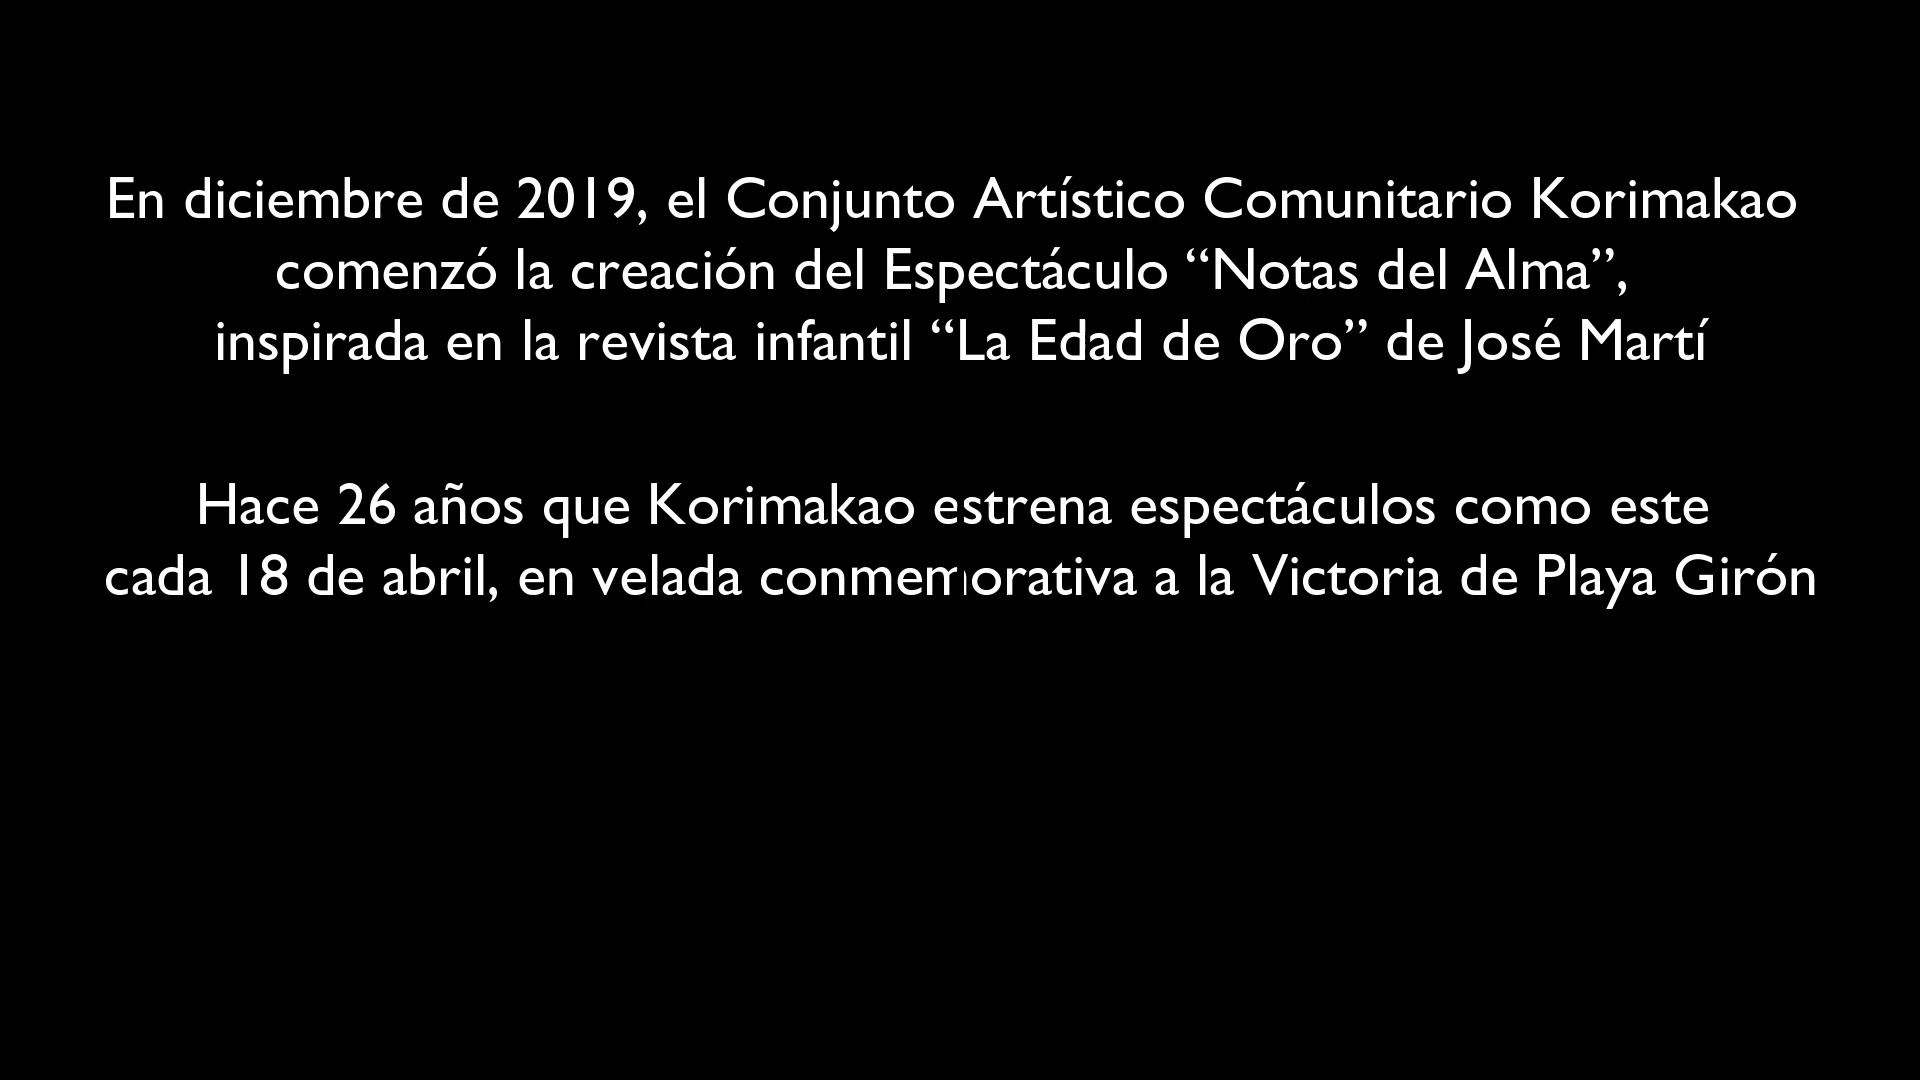 En diciembre de 2019, el Conjunto Artístico Comunitario Korimakao
comenzó la creación del Espectáculo “Notas del Alma”,
inspirada en la revista infantil “La Edad de Oro” de José Martí
Hace 26 años que Korimakao estrena espectáculos como este
cada 18 de abril, en velada conmemorativa a la Victoria de Playa Girón